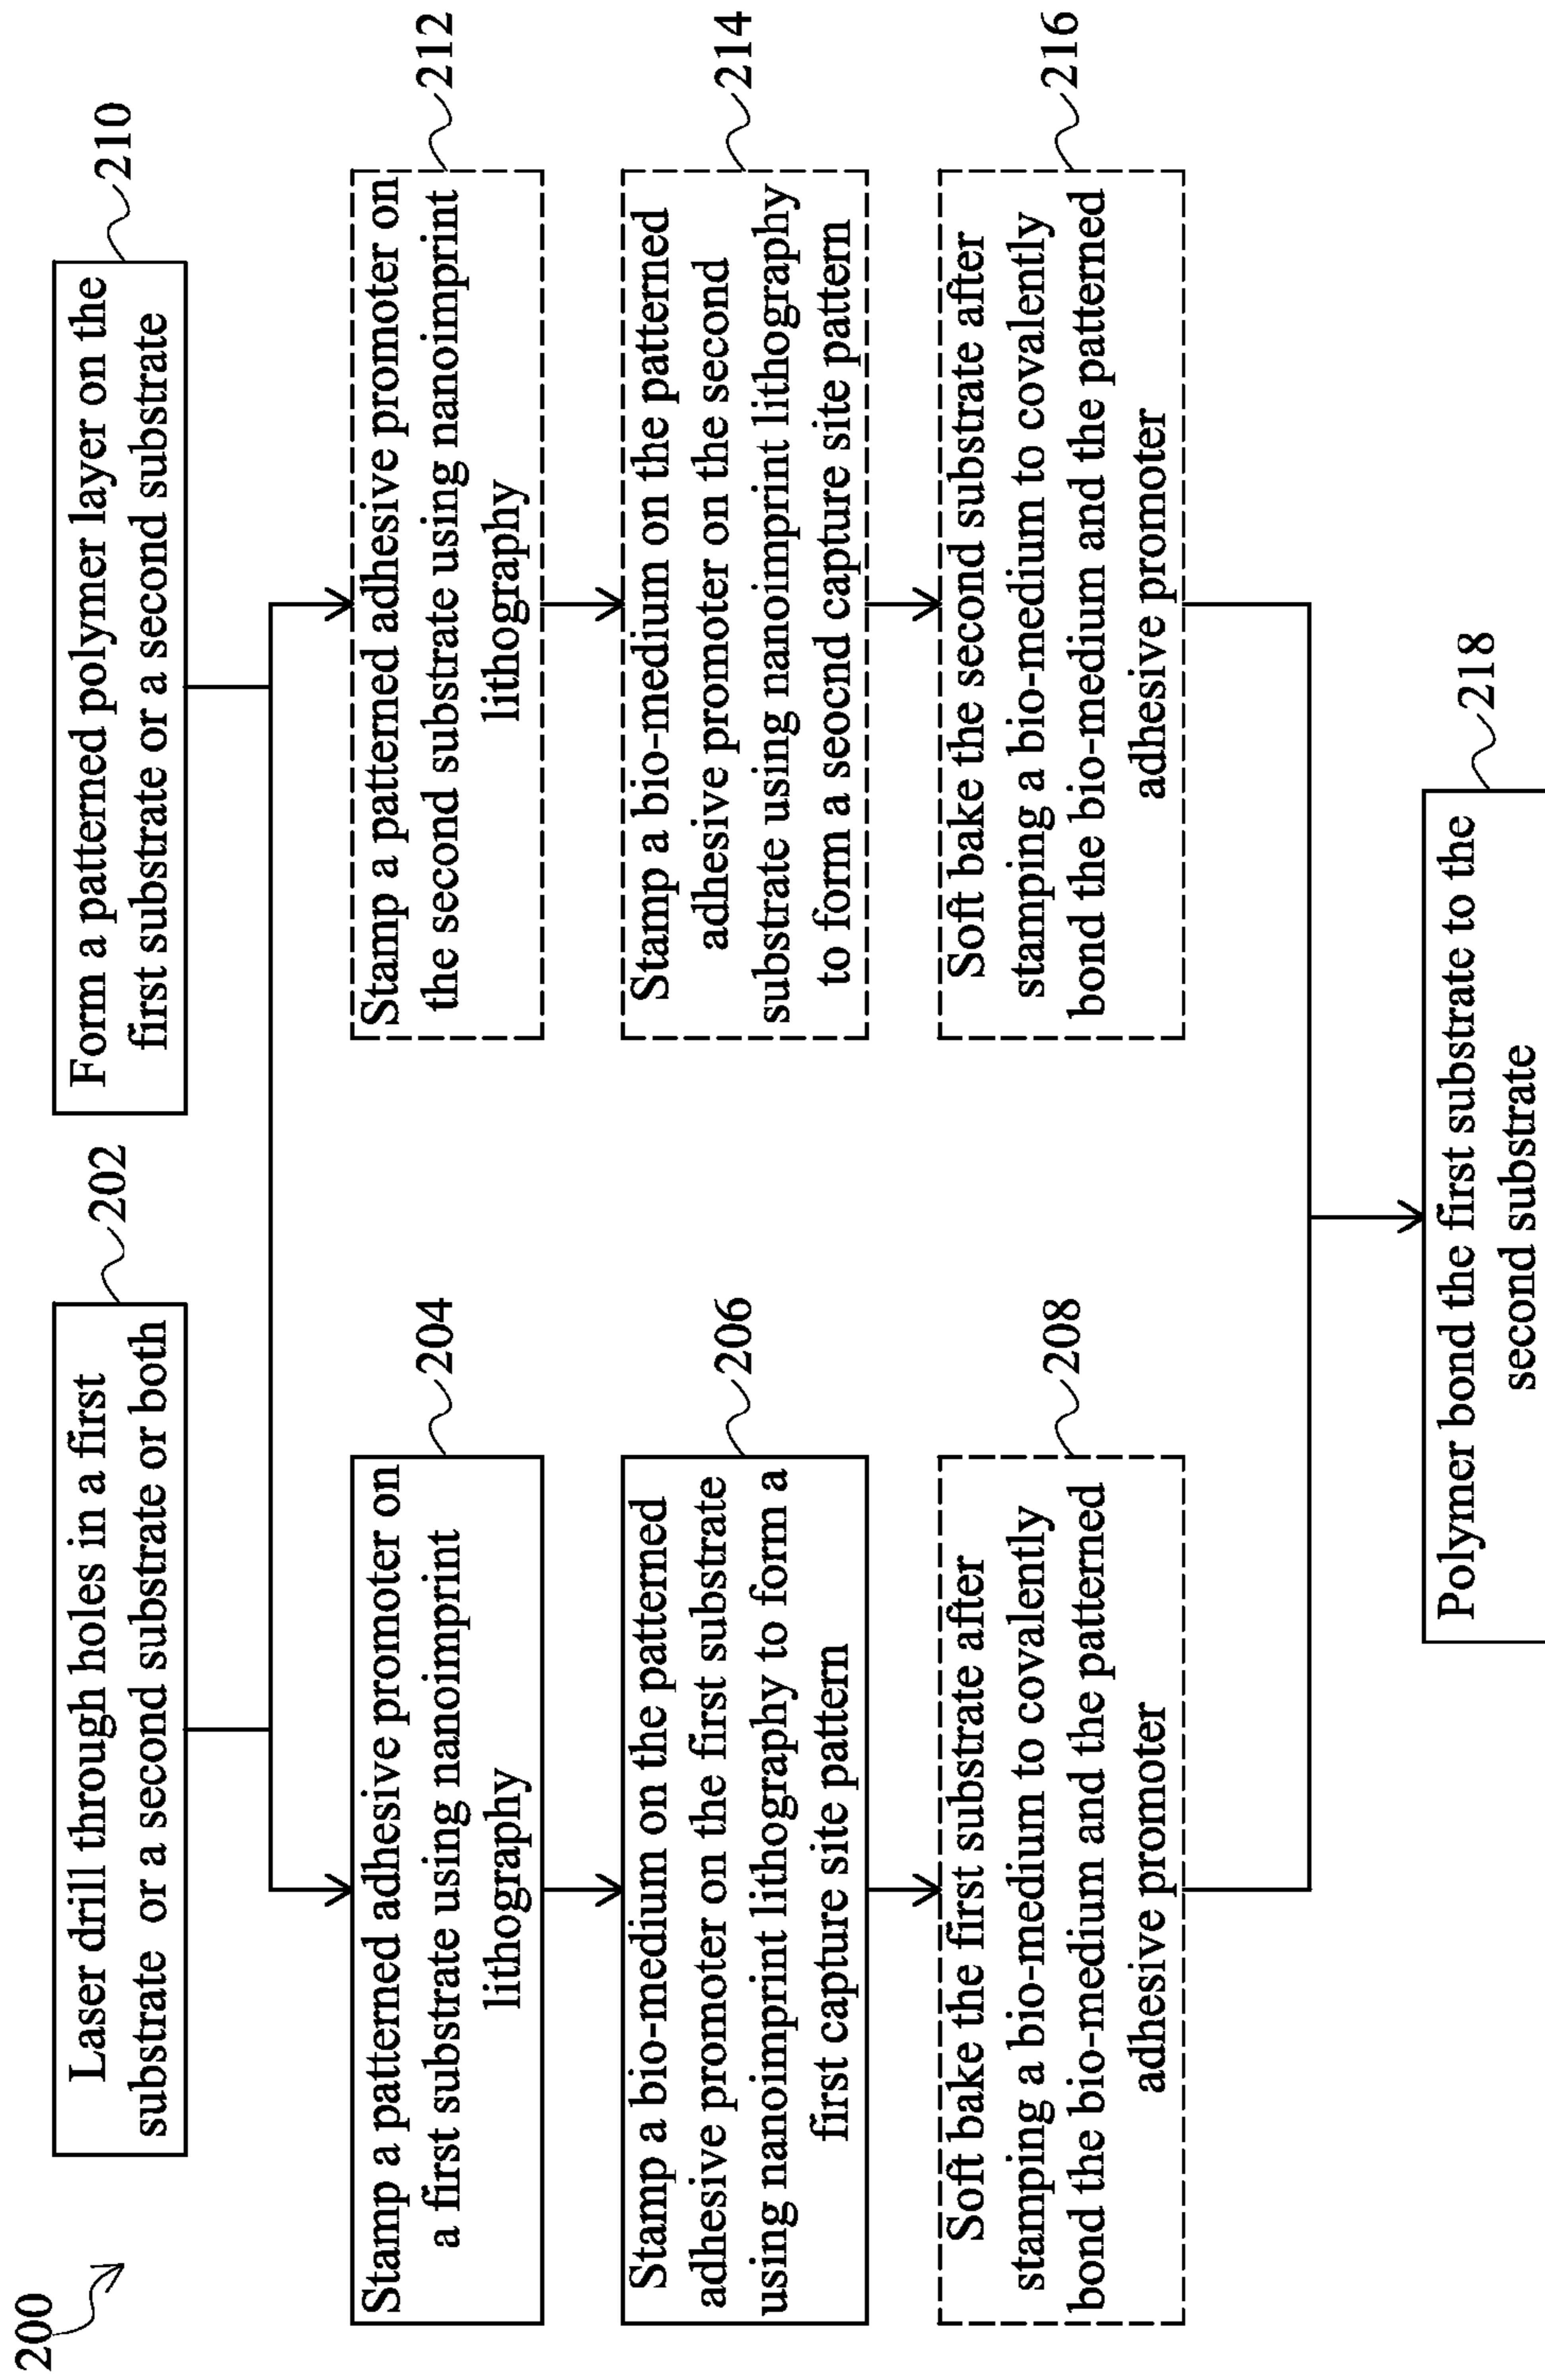 200
Laser drill through holes in a first
substrate or a second substrate or both
202
Form a patterned polymer layer on the
first substrate or a second substrate
210
Stamp a patterned adhesive promoter on
a first substrate using nanoimprint
lithography
204
Stamp a patterned adhesive promoter on
the second substrate using nanoimprint
lithography
212
Stamp a bio-medium on the patterned
adhesive promoter on the first substrate
using nanoimprint lithography to form a
first capture site pattern
206
Stamp a bio-medium on the patterned
adhesive promoter on the second
substrate using nanoimprint lithography
to form a seocnd capture site pattern
214
Soft bake the first substrate after
stamping a bio-medium to covalently
bond the bio-medium and the patterned
adhesive promoter
208
Soft bake the second substrate after
stamping a bio-medium to covalently
bond the bio-medium and the patterned
adhesive promoter
216
Polymer bond the first substrate to the
second substrate
218